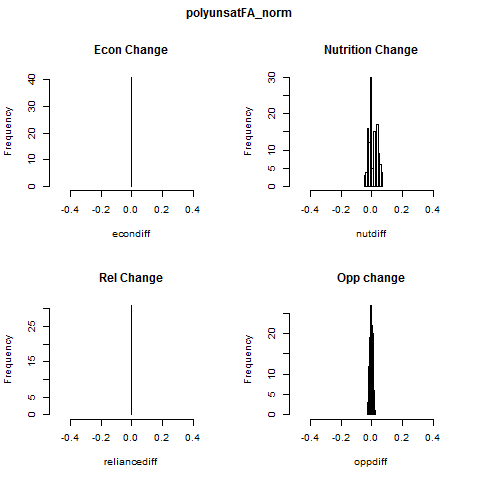 polyunsatFA_norm
Econ Change
Frequency
0
10
20
30
40
-0.4 -0.2 0.0 0.2 0.4
econdiff
Nutrition Change
Frequency
0
5
10
20
30
-0.4 -0.2 0.0 0.2 0.4
nutdiff
Rel Change
Frequency
0
5
15
25
-0.4 -0.2 0.0 0.2 0.4
reliancediff
Opp change
Frequency
0
5
10
20
-0.4 -0.2 0.0 0.2 0.4
oppdiff